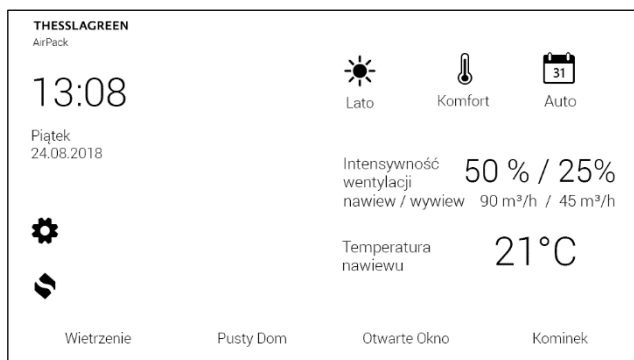 THESSLAGREEN
AirPack
13:08
Piątek
24.08.2018
31
Lato
Komfort
Auto
Intensywność
wentylacji
nawiew / wywiew
50 % / 25%
90 m³/h / 45 m³/h
Temperatura
nawiewu
21°C
Wietrzenie
Pusty Dom
Otwarte Okno
Kominek